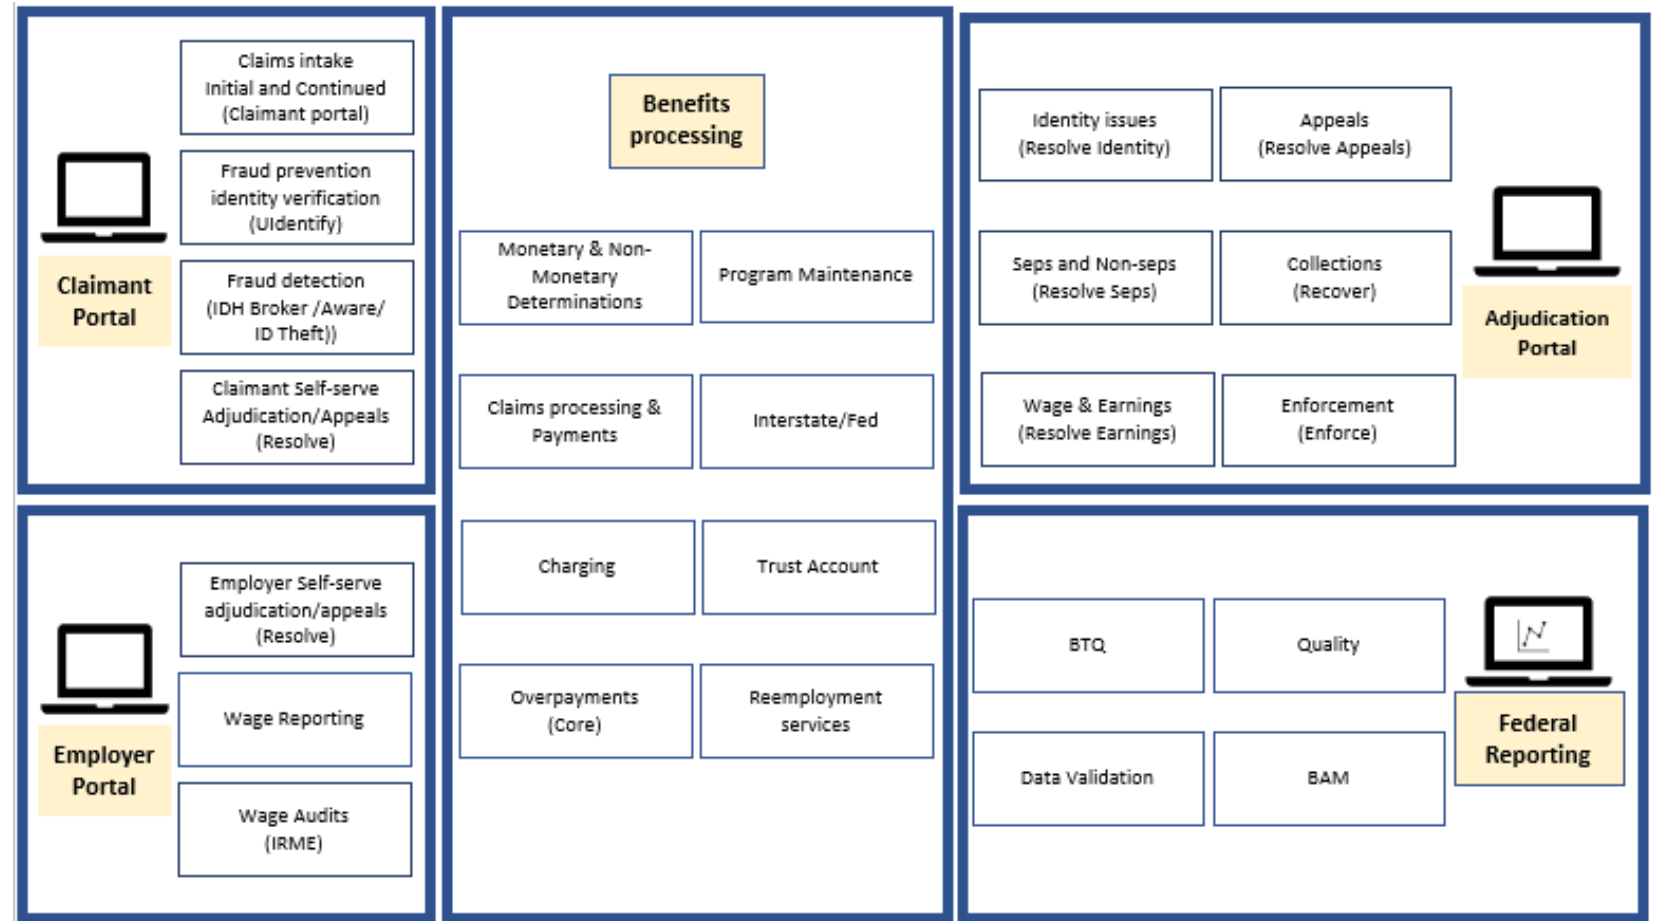 Claims intake
Initial and Continued
(Claimant portal)
Fraud prevention
identity verification
(UIdentify)
Claimant
Portal
Fraud detection
(IDH Broker /Aware/
ID Theft))
Claimant Self-serve
Adjudication/Appeals
(Resolve)
Employer Self-serve
adjudication/appeals
(Resolve)
Employer
Portal
Wage Reporting
Wage Audits
(IRME)
Benefits
processing
Monetary & Non-
Monetary
Determinations
Program Maintenance
Claims processing &
Payments
Interstate/Fed
Charging
Trust Account
Overpayments
(Core)
Reemployment
services
Identity issues
(Resolve Identity)
Appeals
(Resolve Appeals)
Seps and Non-seps
(Resolve Seps)
Collections
(Recover)
Adjudication
Portal
Wage & Earnings
(Resolve Earnings)
Enforcement
(Enforce)
BTQ
Quality
Federal
Reporting
Data Validation
BAM